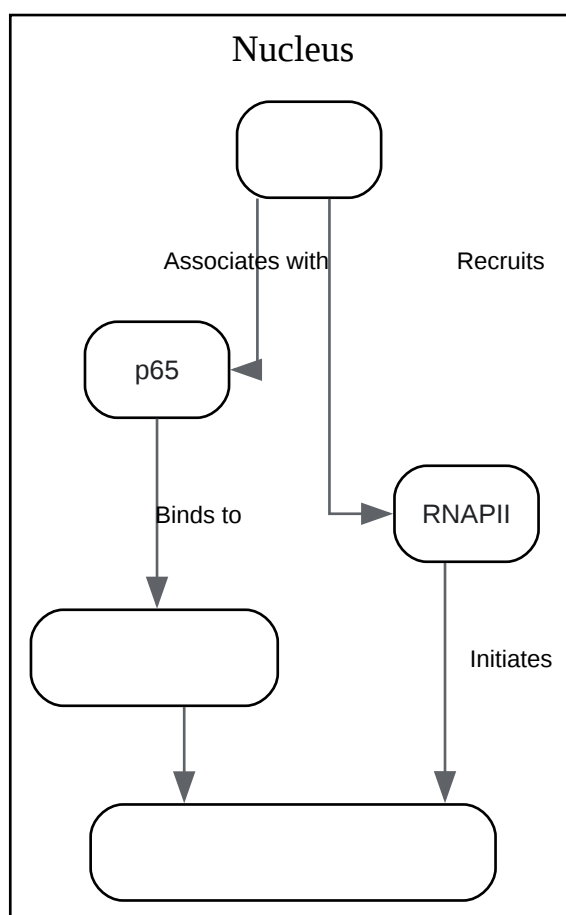 Nucleus
Associates with
Recruits
p65
Binds to
RNAPII
Initiates